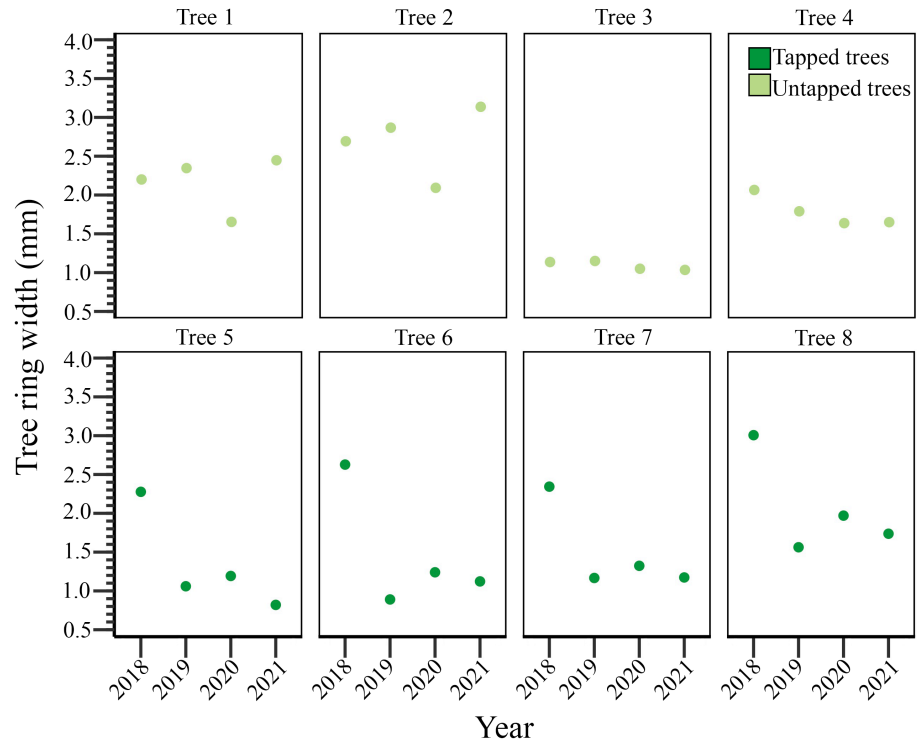 Tree 1
Tree 2
Tree 3
Tree 4
Tapped trees
Untapped trees
4.0
3.5
3.0
2.5
2.0
1.5
1.0
0.5
Tree ring width (mm)
Tree 5
Tree 6
Tree 7
Tree 8
4.0
3.5
3.0
2.5
2.0
1.5
1.0
0.5
2018 2019 2020 2021
2018 2019 2020 2021
2018 2019 2020 2021
2018 2019 2020 2021
Year